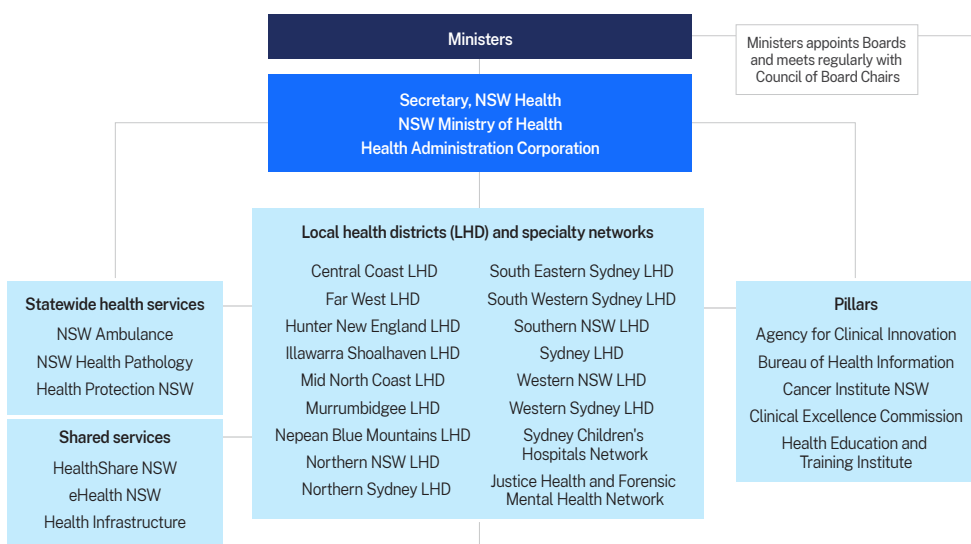 Ministers
Ministers appoints Boards
and meets regularly with
Council of Board Chairs
Secretary, NSW Health
NSW Ministry of Health
Health Administration Corporation
Local health districts (LHD) and specialty networks
Central Coast LHD
Far West LHD
Hunter New England LHD
Illawarra Shoalhaven LHD
Mid North Coast LHD
Murrumbidgee LHD
Nepean Blue Mountains LHD
Northern NSW LHD
Northern Sydney LHD
South Eastern Sydney LHD
South Western Sydney LHD
Southern NSW LHD
Sydney LHD
Western NSW LHD
Western Sydney LHD
Sydney Children's
Hospitals Network
Justice Health and Forensic
Mental Health Network
Statewide health services
NSW Ambulance
NSW Health Pathology
Health Protection NSW
Shared services
HealthShare NSW
eHealth NSW
Health Infrastructure
Pillars
Agency for Clinical Innovation
Bureau of Health Information
Cancer Institute NSW
Clinical Excellence Commission
Health Education and
Training Institute